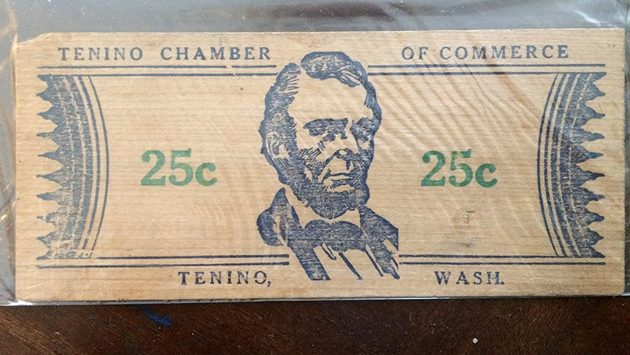 TENINO CHAMBER OF COMMERCE
25c 25c
TENINO, WASH.